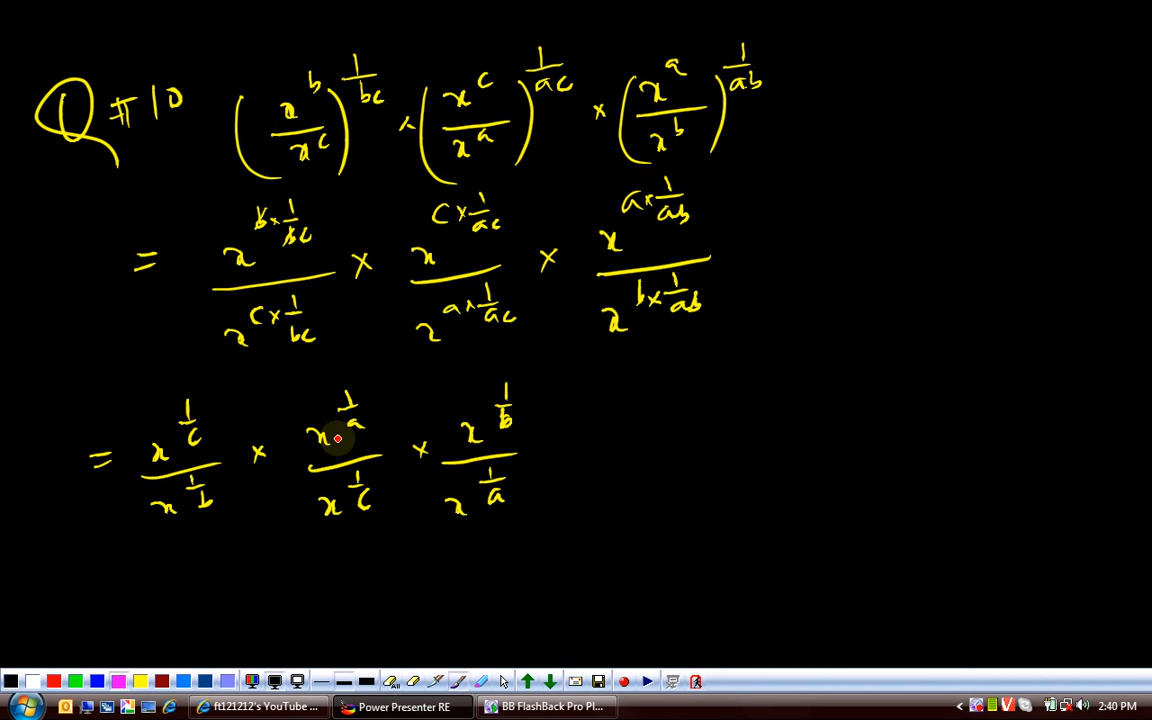 Q # 10 (x^b/x^c)^(1/bc) × (x^c/x^a)^(1/ac) × (x^a/x^b)^(1/ab)
= x^(b×1/bc)/x^(c×1/bc) × x^(c×1/ac)/x^(a×1/ac) × x^(a×1/ab)/x^(b×1/ab)
= x^(1/c)/x^(1/b) × x^(1/a)/x^(1/c) × x^(1/b)/x^(1/a)
ft121212's YouTube ... Power Presenter RE BB FlashBack Pro Pl... 2:40 PM